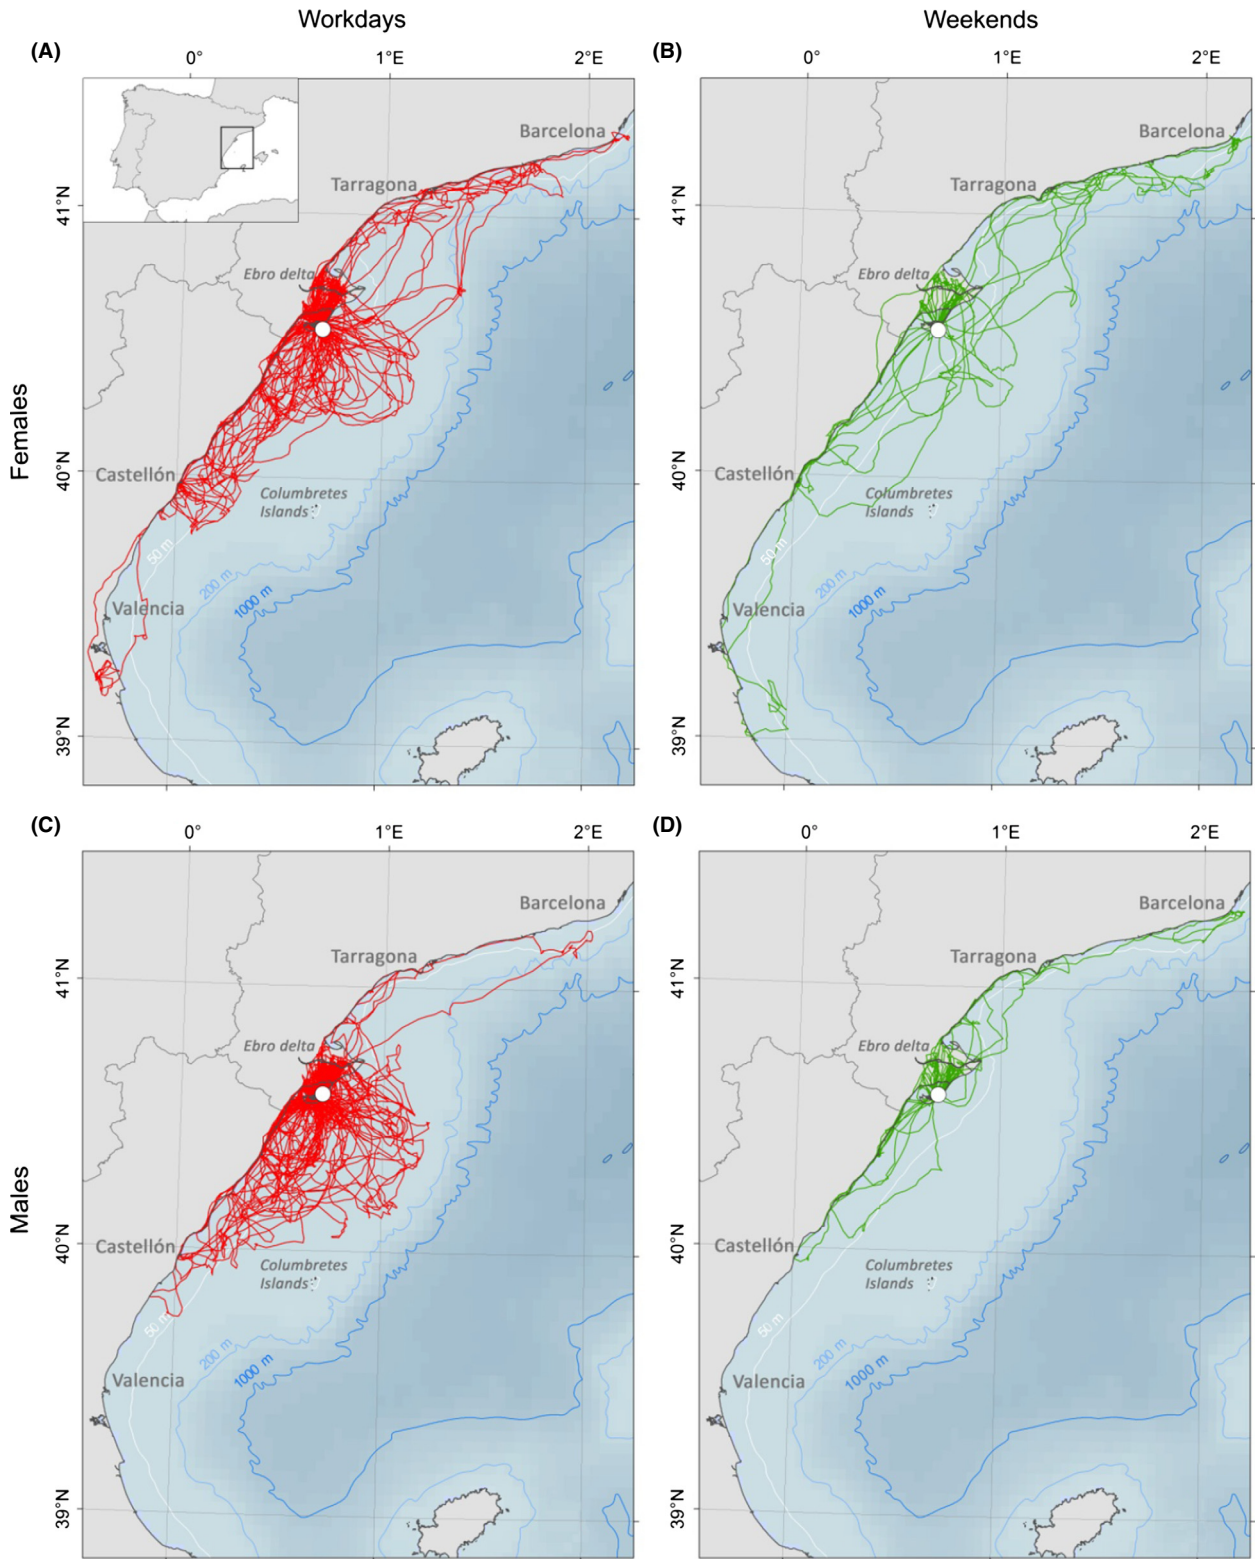 Workdays
Weekends
(A)
(B)
0°
1°E
2°E
0°
1°E
2°E
Barcelona
Barcelona
Tarragona
Tarragona
41°N
41°N
Ebro delta
Ebro delta
Females
Castellón
Castellón
40°N
40°N
Columbretes
Islands
Columbretes
Islands
50 m
50 m
200 m
200 m
1000 m
1000 m
Valencia
Valencia
39°N
39°N
(C)
(D)
0°
1°E
2°E
0°
1°E
2°E
Barcelona
Barcelona
Tarragona
Tarragona
41°N
41°N
Ebro delta
Ebro delta
Males
Castellón
Castellón
40°N
40°N
Columbretes
Islands
Columbretes
Islands
50 m
50 m
200 m
200 m
1000 m
1000 m
Valencia
Valencia
39°N
39°N